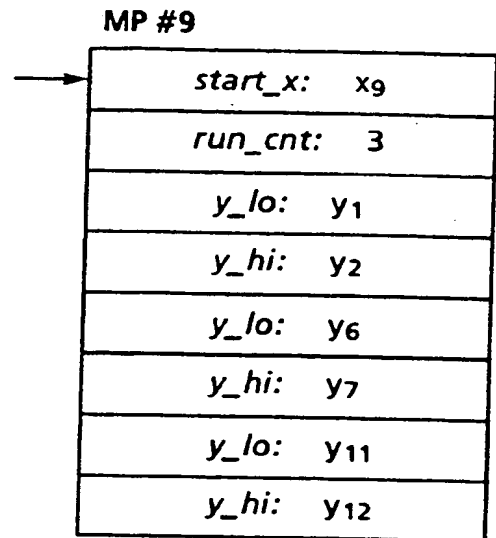 MP #9
start_x: x9
run_cnt: 3
y_lo: y1
y_hi: y2
y_lo: y6
y_hi: y7
y_lo: y11
y_hi: y12